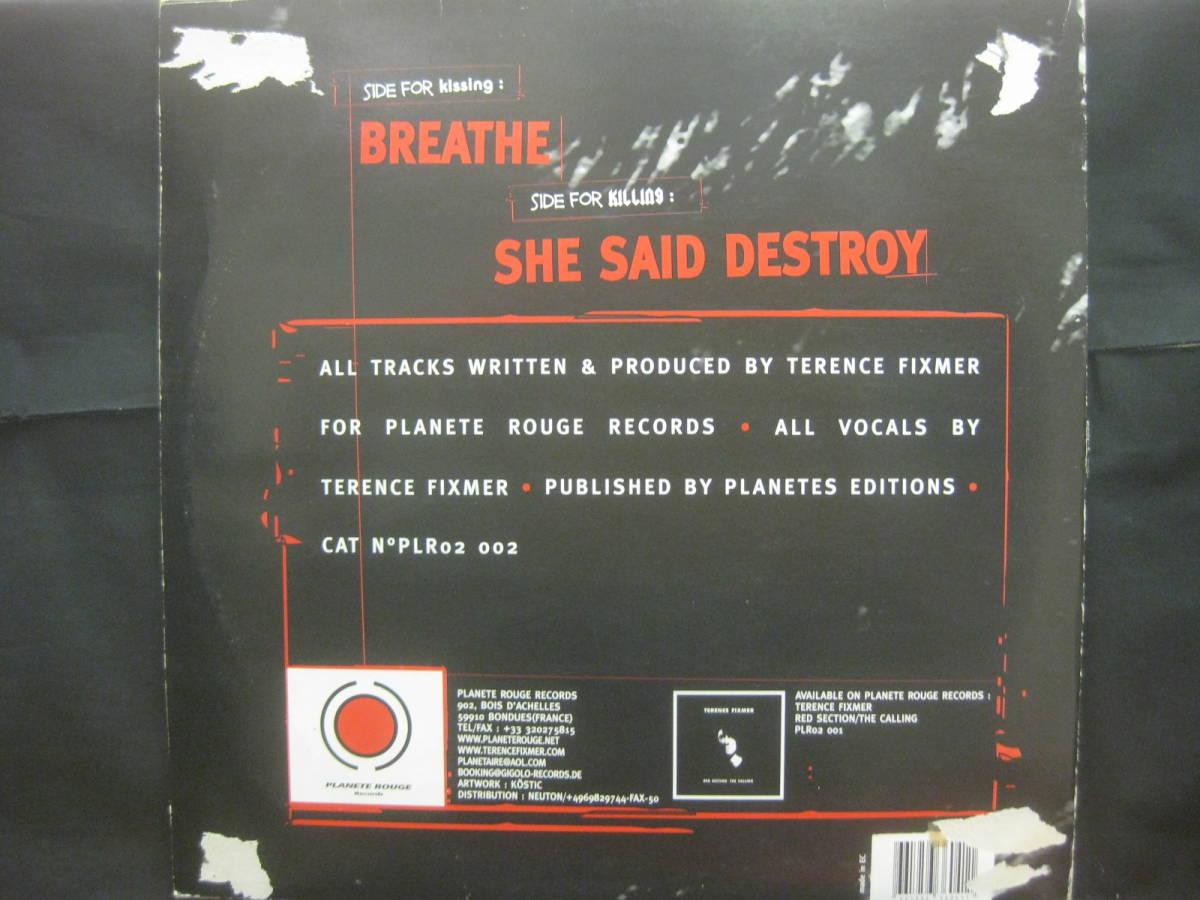 SIDE FOR kissing :
BREATHE
SIDE FOR KILLING :
SHE SAID DESTROY
ALL TRACKS WRITTEN & PRODUCED BY TERENCE FIXMER
FOR PLANETE ROUGE RECORDS • ALL VOCALS BY
TERENCE FIXMER • PUBLISHED BY PLANETES EDITIONS •
CAT N°PLR02 002
PLANETE ROUGE
Records
PLANETE ROUGE RECORDS
902, BOIS D'ACHELLES
59910 BONDUES(FRANCE)
TEL/FAX : +33 320275815
WWW.PLANETEROUGE.NET
WWW.TERENCEFIXMER.COM
PLANETAIRE@AOL.COM
BOOKING@GIGOLO-RECORDS.DE
ARTWORK : KÖSTIC
DISTRIBUTION : NEUTON/+4969829744-FAX-50
TERENCE FIXMER
RED SECTION THE CALLING
AVAILABLE ON PLANETE ROUGE RECORDS :
TERENCE FIXMER
RED SECTION/THE CALLING
PLR02 001
made in EC